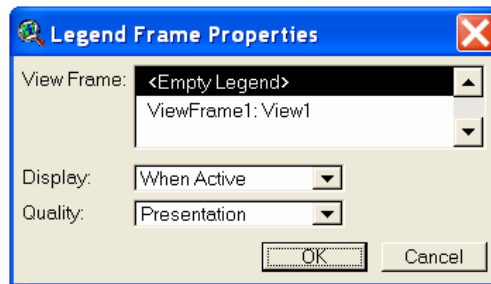 Legend Frame Properties
View Frame: <Empty Legend>
ViewFrame1: View1
Display: When Active
Quality: Presentation
OK Cancel